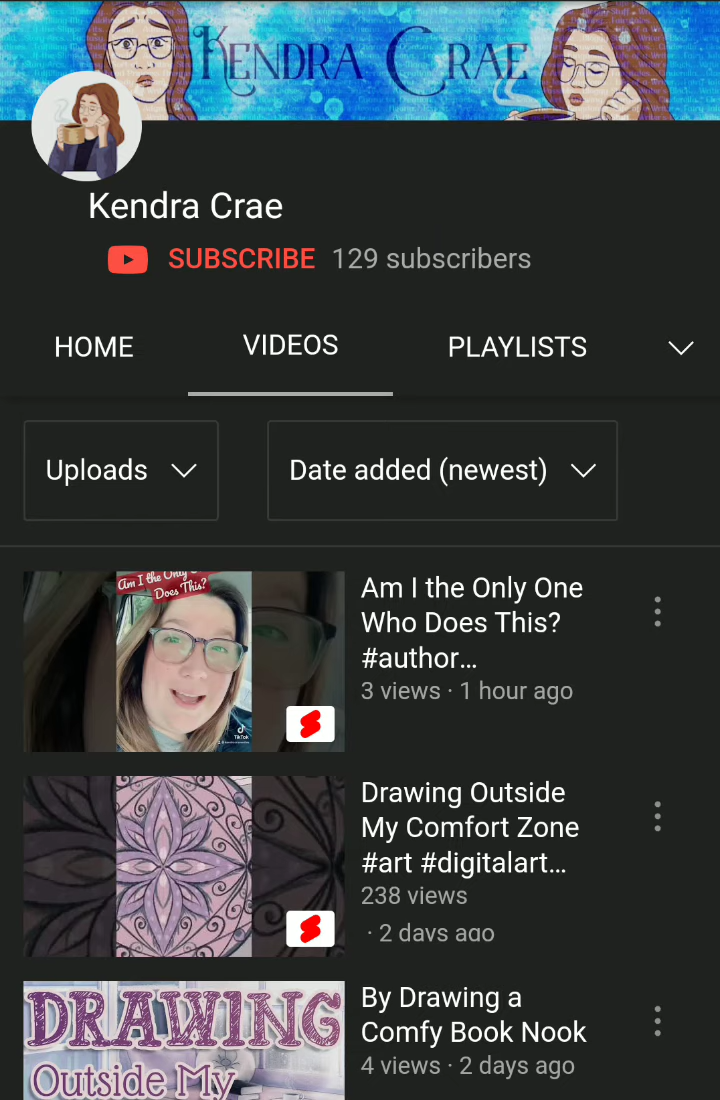 KENDRA CRAE
Kendra Crae
SUBSCRIBE 129 subscribers
HOME VIDEOS PLAYLISTS
Uploads Date added (newest)
Am I the Only
Does This?
TikTok
Am I the Only One
Who Does This?
#author...
3 views · 1 hour ago
Drawing Outside
My Comfort Zone
#art #digitalart...
238 views
· 2 days ago
DRAWING
Outside My
By Drawing a
Comfy Book Nook
4 views · 2 days ago